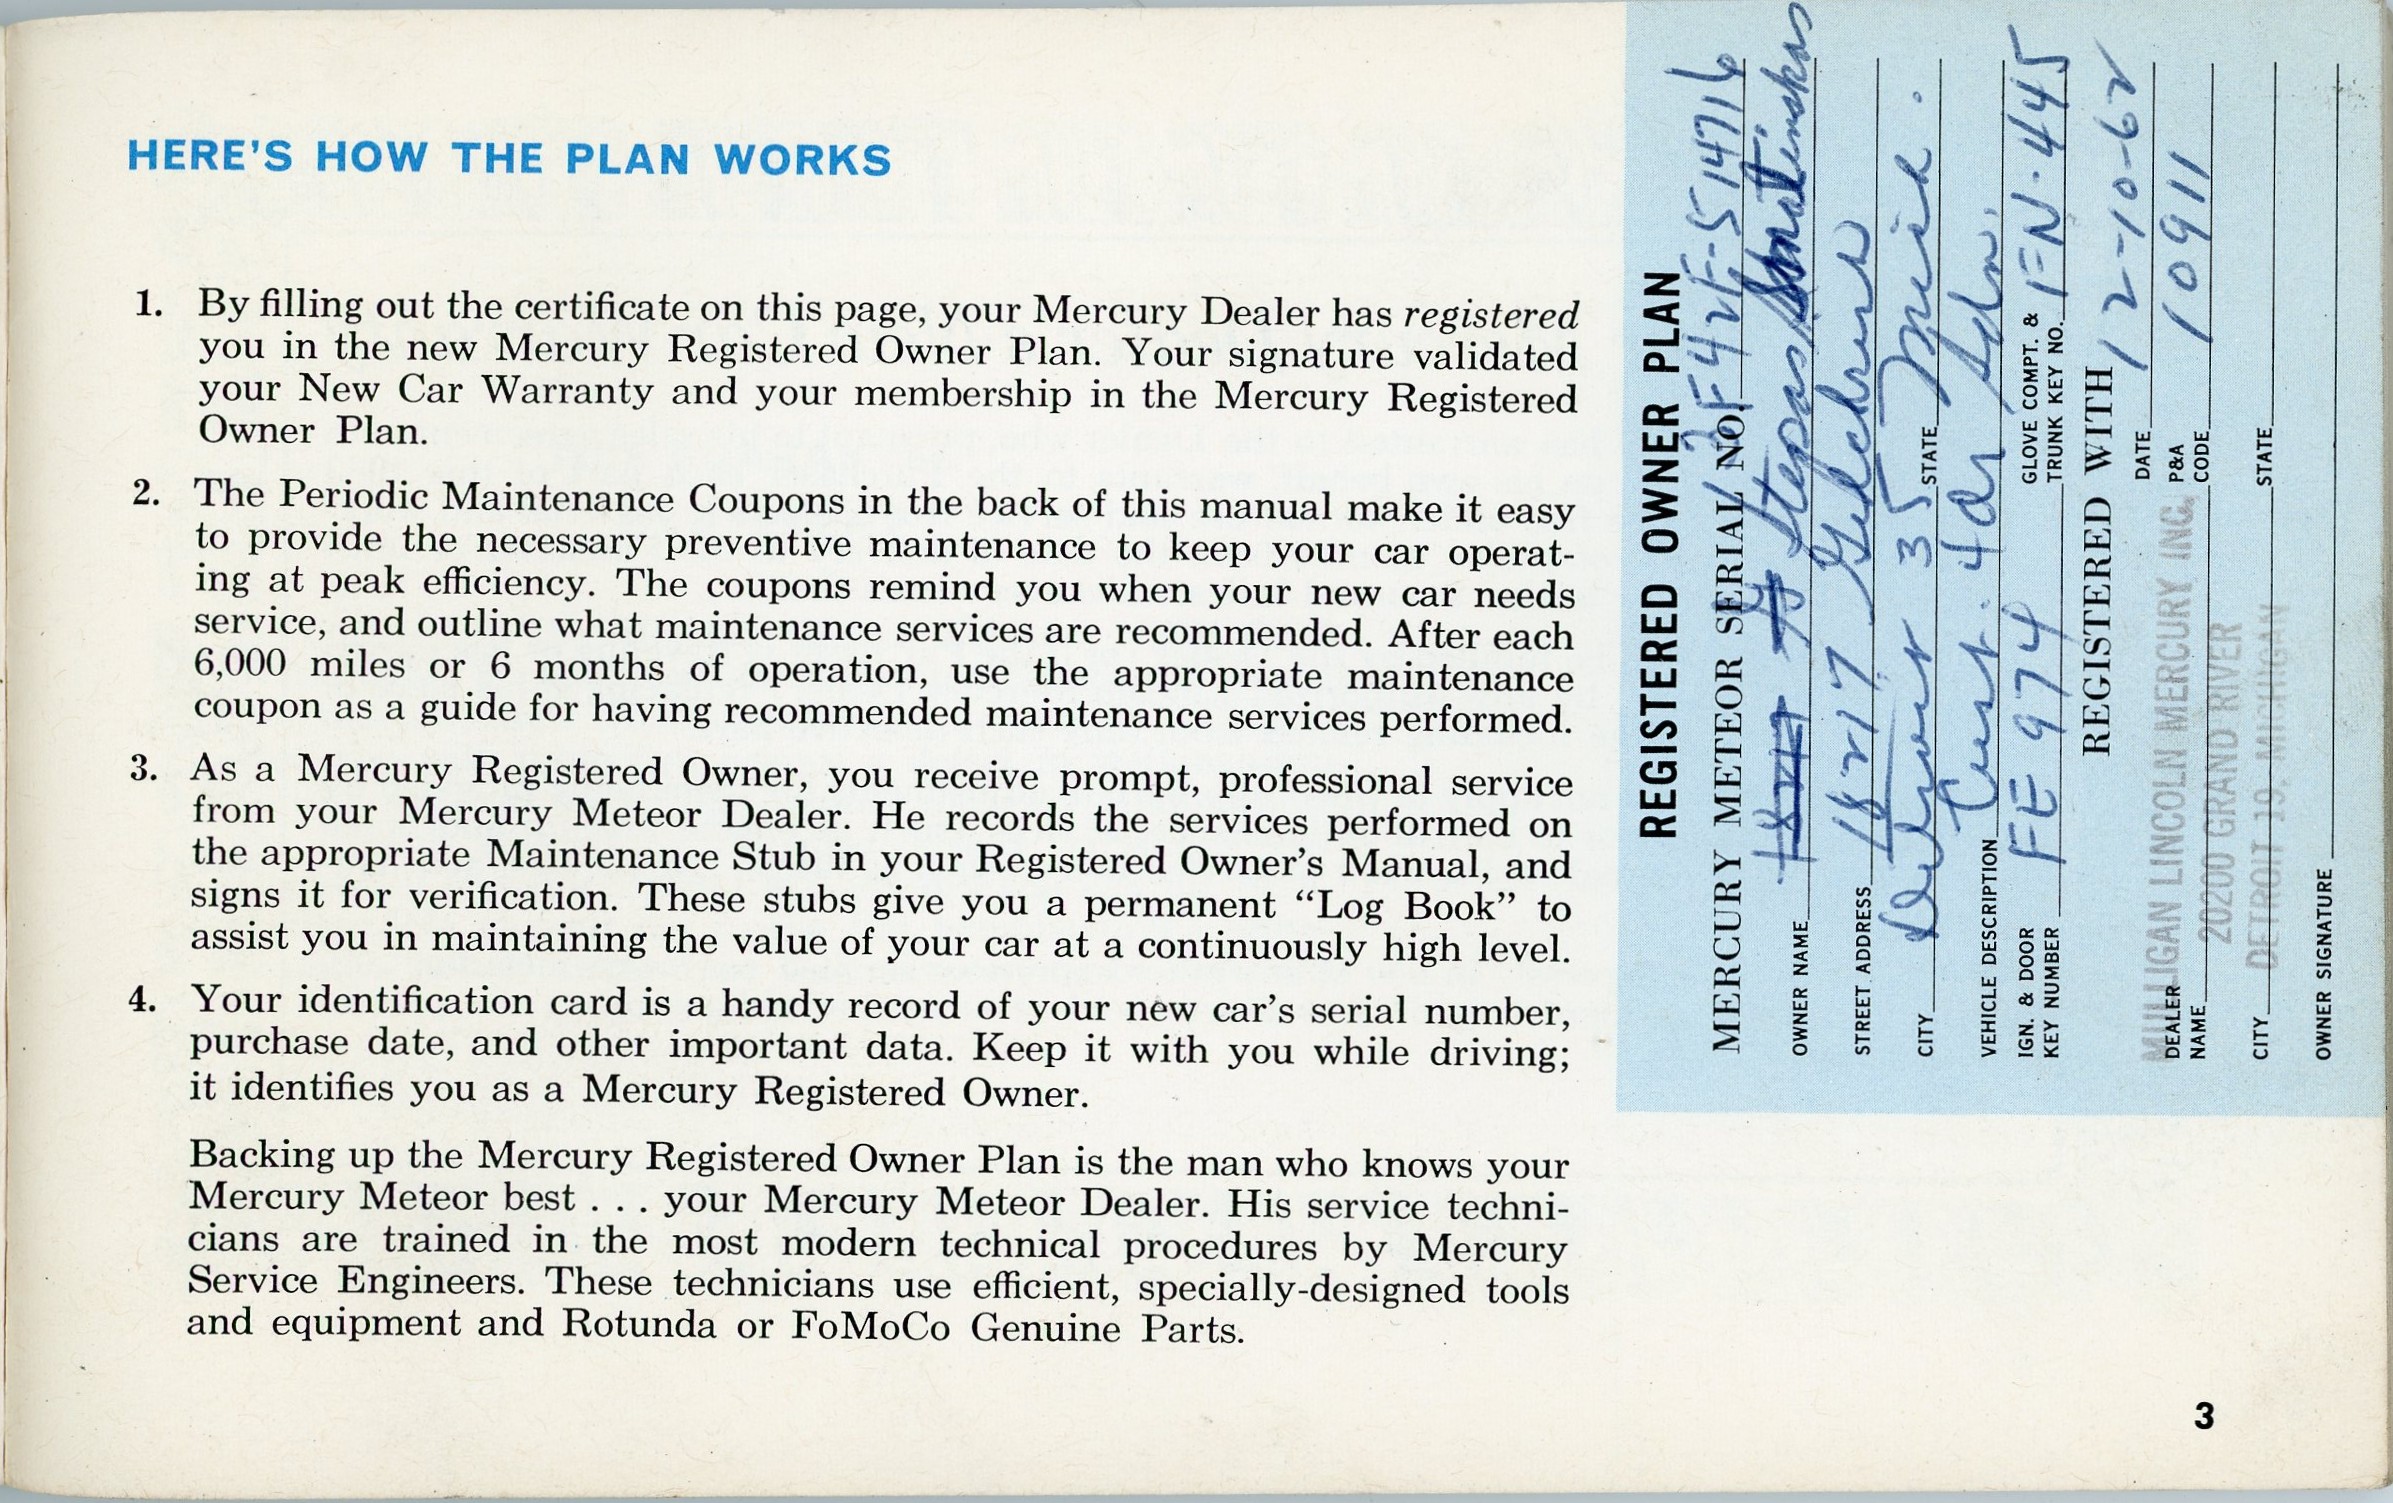 HERE'S HOW THE PLAN WORKS
1. By filling out the certificate on this page, your Mercury Dealer has registered
you in the new Mercury Registered Owner Plan. Your signature validated
your New Car Warranty and your membership in the Mercury Registered
Owner Plan.
2. The Periodic Maintenance Coupons in the back of this manual make it easy
to provide the necessary preventive maintenance to keep your car operat-
ing at peak efficiency. The coupons remind you when your new car needs
service, and outline what maintenance services are recommended. After each
6,000 miles or 6 months of operation, use the appropriate maintenance
coupon as a guide for having recommended maintenance services performed.
3. As a Mercury Registered Owner, you receive prompt, professional service
from your Mercury Meteor Dealer. He records the services performed on
the appropriate Maintenance Stub in your Registered Owner's Manual, and
signs it for verification. These stubs give you a permanent “Log Book” to
assist you in maintaining the value of your car at a continuously high level.
4. Your identification card is a handy record of your new car's serial number,
purchase date, and other important data. Keep it with you while driving;
it identifies you as a Mercury Registered Owner.
Backing up the Mercury Registered Owner Plan is the man who knows your
Mercury Meteor best . . . your Mercury Meteor Dealer. His service techni-
cians are trained in the most modern technical procedures by Mercury
Service Engineers. These technicians use efficient, specially-designed tools
and equipment and Rotunda or FoMoCo Genuine Parts.
REGISTERED OWNER PLAN
MERCURY METEOR SERIAL NO.
OWNER NAME Stepas
STREET ADDRESS 18217
CITY 35 STATE Mich.
VEHICLE DESCRIPTION 4 dr Sdn.
IGN. & DOOR KEY NUMBER FE 974 GLOVE COMPT. & TRUNK KEY NO. FN-445
REGISTERED WITH
DATE 12-10-62
DEALER NAME MULLIGAN LINCOLN MERCURY INC. P&A CODE 10911
20200 GRAND RIVER
CITY DETROIT 19, MICHIGAN STATE
OWNER SIGNATURE
3